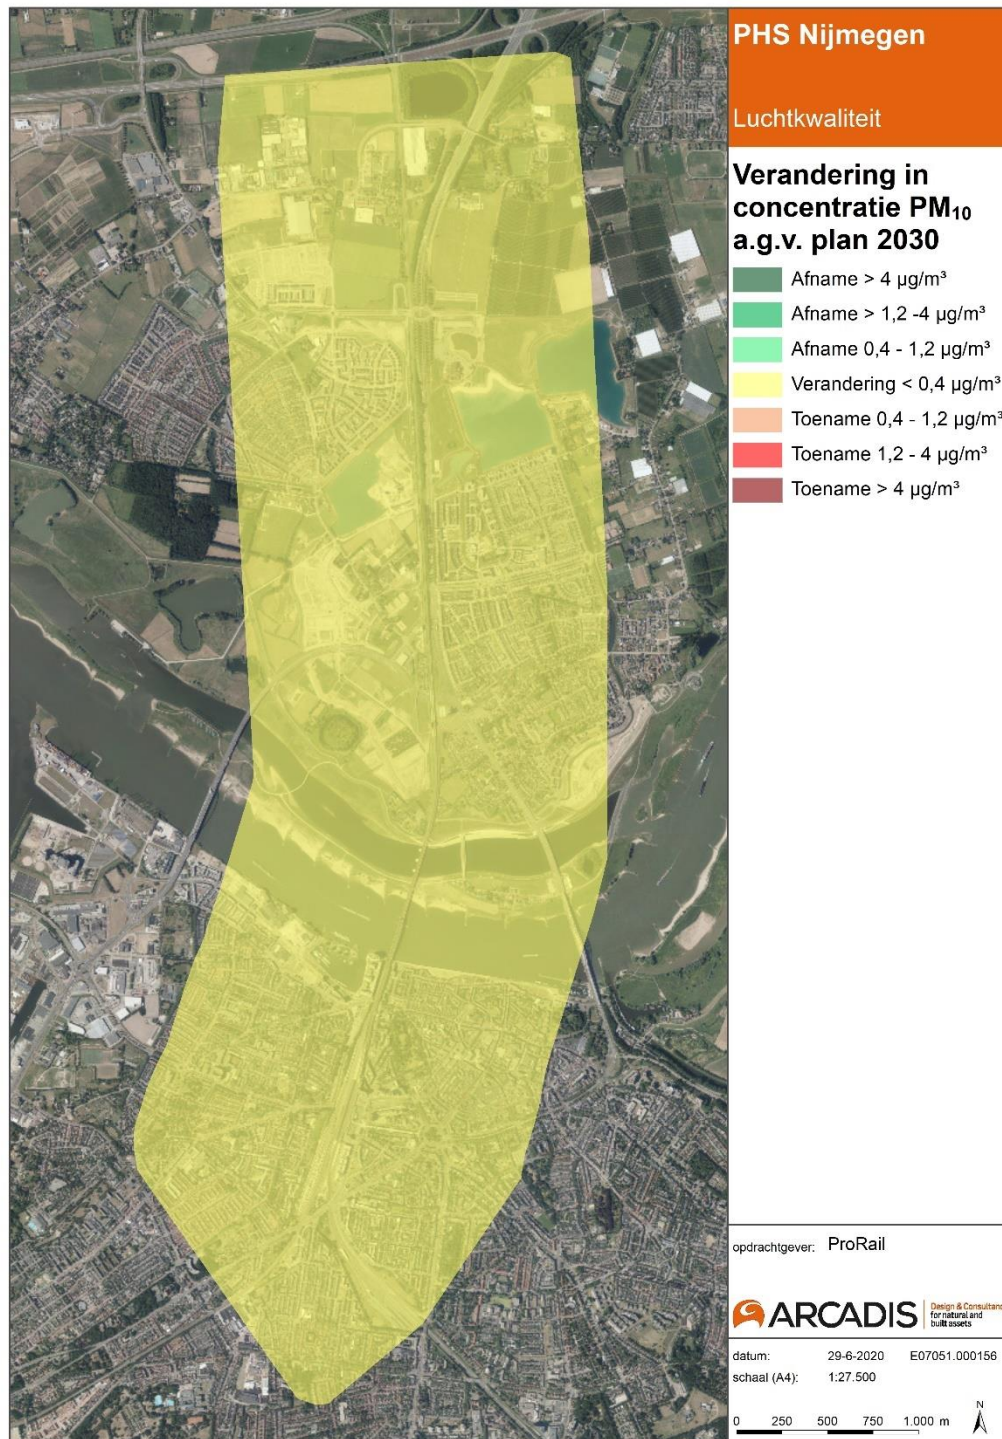 PHS Nijmegen
Luchtkwaliteit
Verandering in
concentratie PM₁₀
a.g.v. plan 2030
Afname > 4 µg/m³
Afname > 1,2 -4 µg/m³
Afname 0,4 - 1,2 µg/m³
Verandering < 0,4 µg/m³
Toename 0,4 - 1,2 µg/m³
Toename 1,2 - 4 µg/m³
Toename > 4 µg/m³
opdrachtgever: ProRail
ARCADIS
Design & Consultanc
for natural and
built assets
datum: 29-6-2020 E07051.000156
schaal (A4): 1:27.500
N
0 250 500 750 1.000 m